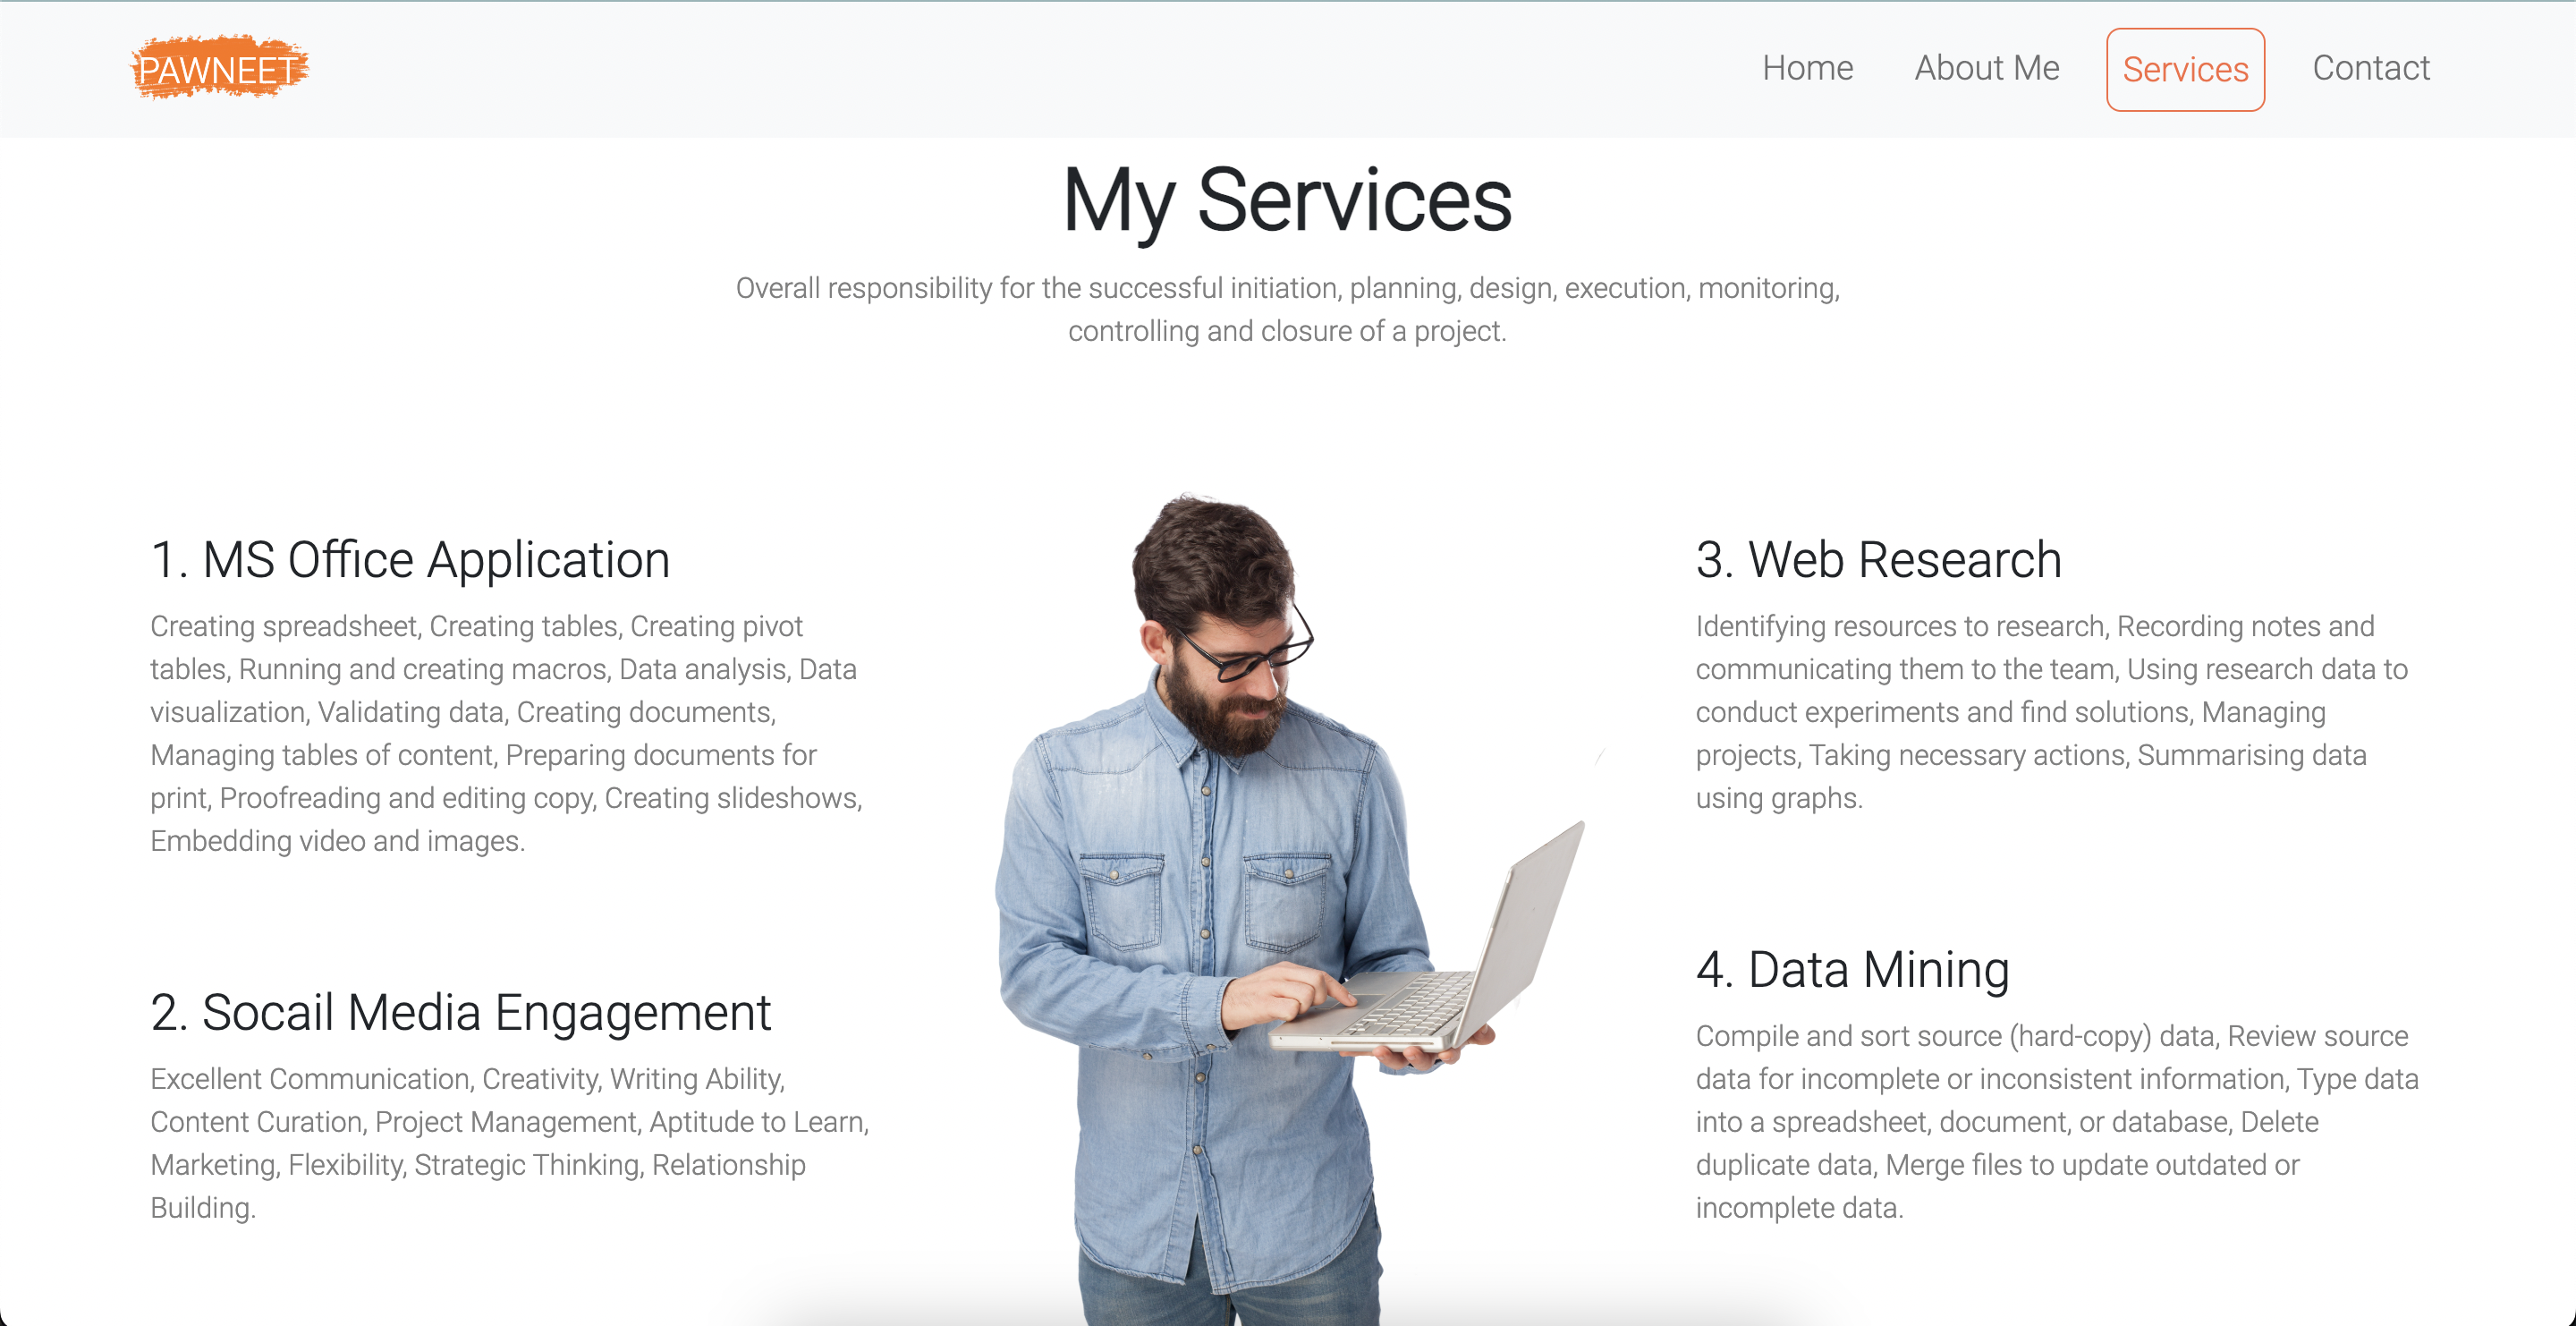 PAWNEET
Home
About Me
Services
Contact
My Services
Overall responsibility for the successful initiation, planning, design, execution, monitoring,
controlling and closure of a project.
1. MS Office Application
Creating spreadsheet, Creating tables, Creating pivot
tables, Running and creating macros, Data analysis, Data
visualization, Validating data, Creating documents,
Managing tables of content, Preparing documents for
print, Proofreading and editing copy, Creating slideshows,
Embedding video and images.
2. Socail Media Engagement
Excellent Communication, Creativity, Writing Ability,
Content Curation, Project Management, Aptitude to Learn,
Marketing, Flexibility, Strategic Thinking, Relationship
Building.
3. Web Research
Identifying resources to research, Recording notes and
communicating them to the team, Using research data to
conduct experiments and find solutions, Managing
projects, Taking necessary actions, Summarising data
using graphs.
4. Data Mining
Compile and sort source (hard-copy) data, Review source
data for incomplete or inconsistent information, Type data
into a spreadsheet, document, or database, Delete
duplicate data, Merge files to update outdated or
incomplete data.